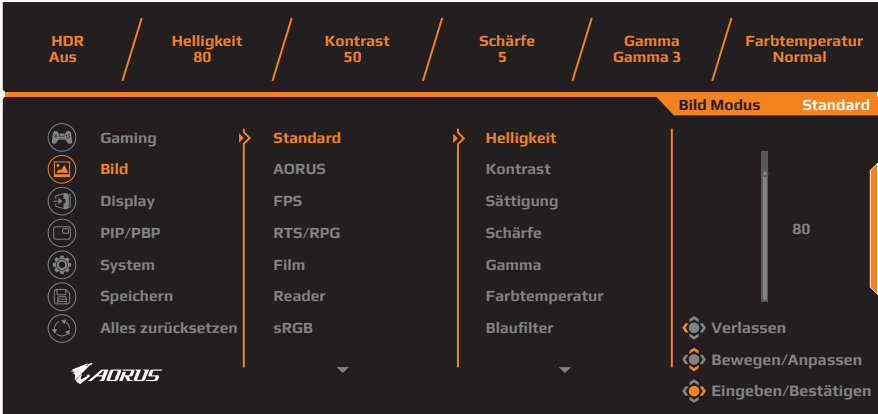 HDR Helligkeit Kontrast Schärfe Gamma Farbtemperatur
Aus 80 50 5 Gamma 3 Normal
Bild Modus Standard
Gaming Standard Helligkeit
Bild AORUS Kontrast
Display FPS Sättigung
PIP/PBP RTS/RPG Schärfe 80
System Film Gamma
Speichern Reader Farbtemperatur
Alles zurücksetzen sRGB Blaufilter Verlassen
Bewegen/Anpassen
AORUS
Eingeben/Bestätigen